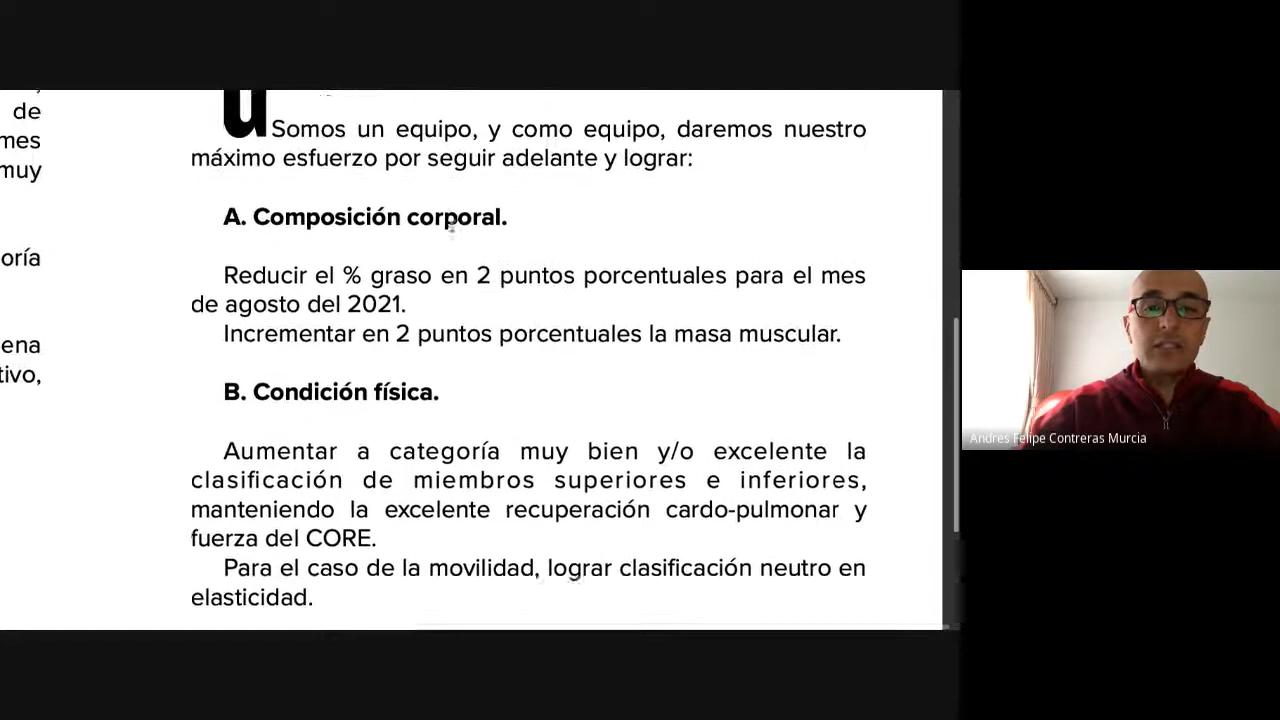 de
mes
muy
oría
ena
tivo,
u
Somos un equipo, y como equipo, daremos nuestro
máximo esfuerzo por seguir adelante y lograr:
A. Composición corporal.
Reducir el % graso en 2 puntos porcentuales para el mes
de agosto del 2021.
Incrementar en 2 puntos porcentuales la masa muscular.
B. Condición física.
Aumentar a categoría muy bien y/o excelente la
clasificación de miembros superiores e inferiores,
manteniendo la excelente recuperación cardo-pulmonar y
fuerza del CORE.
Para el caso de la movilidad, lograr clasificación neutro en
elasticidad.
Andres Felipe Contreras Murcia